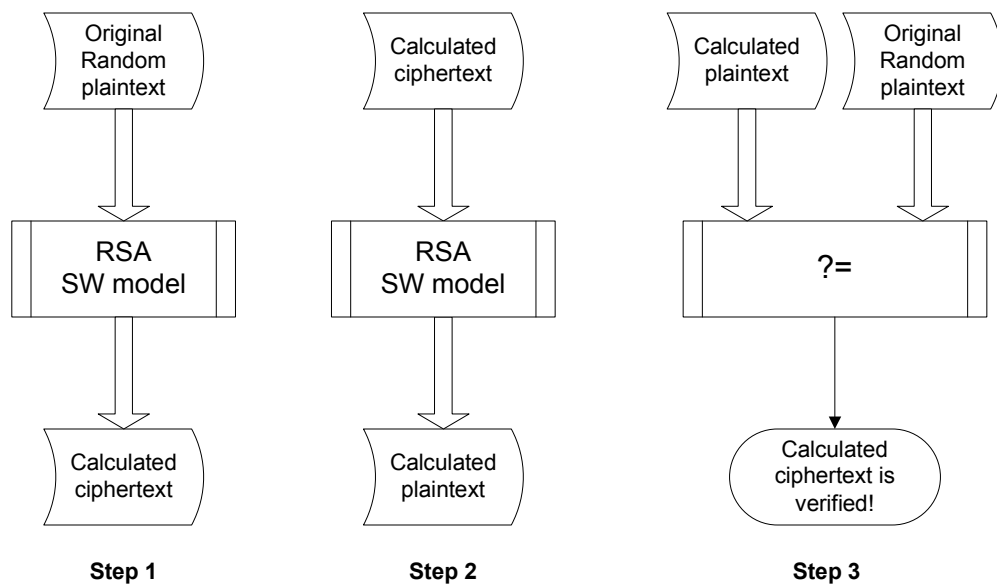 Original
Random
plaintext
RSA
SW model
Calculated
ciphertext
Step 1
Calculated
ciphertext
RSA
SW model
Calculated
plaintext
Step 2
Calculated
plaintext
Original
Random
plaintext
?=
Calculated
ciphertext is
verified!
Step 3